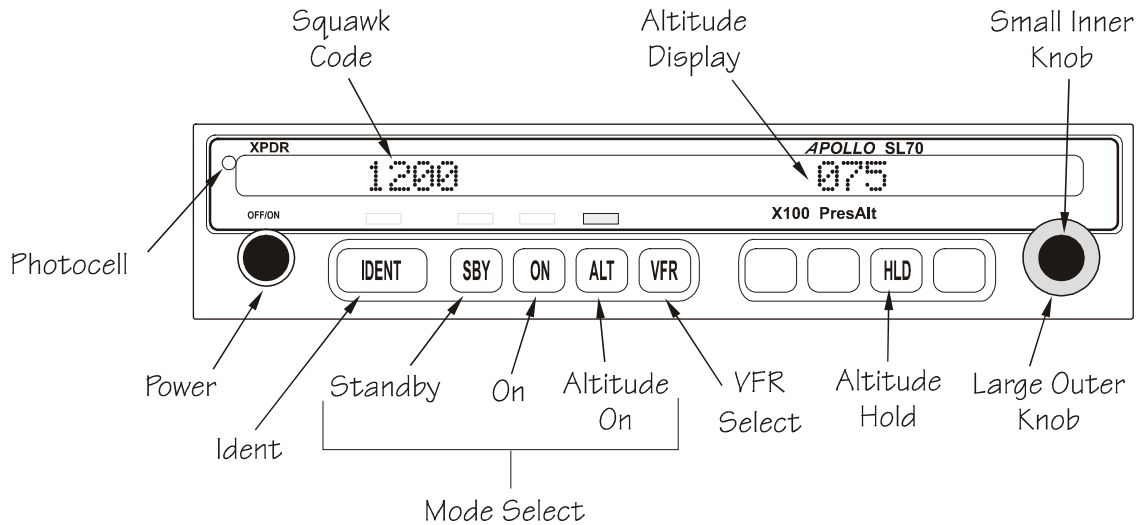 Squawk
Code
Altitude
Display
Small Inner
Knob
XPDR
APOLLO SL70
1200
075
OFF/ON
X100 PresAlt
IDENT
SBY
ON
ALT
VFR
HLD
Photocell
Power
Ident
Standby
On
Altitude
On
VFR
Select
Altitude
Hold
Large Outer
Knob
Mode Select